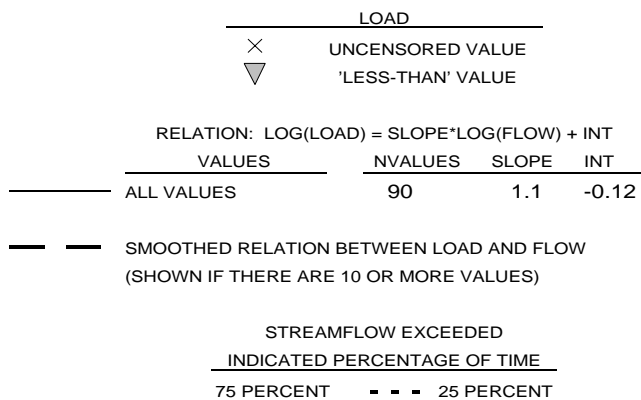 LOAD
UNCENSORED VALUE
'LESS-THAN' VALUE
RELATION: LOG(LOAD) = SLOPE*LOG(FLOW) + INT
VALUES NVALUES SLOPE INT
ALL VALUES 90 1.1 -0.12
SMOOTHED RELATION BETWEEN LOAD AND FLOW
(SHOWN IF THERE ARE 10 OR MORE VALUES)
STREAMFLOW EXCEEDED
INDICATED PERCENTAGE OF TIME
75 PERCENT 25 PERCENT